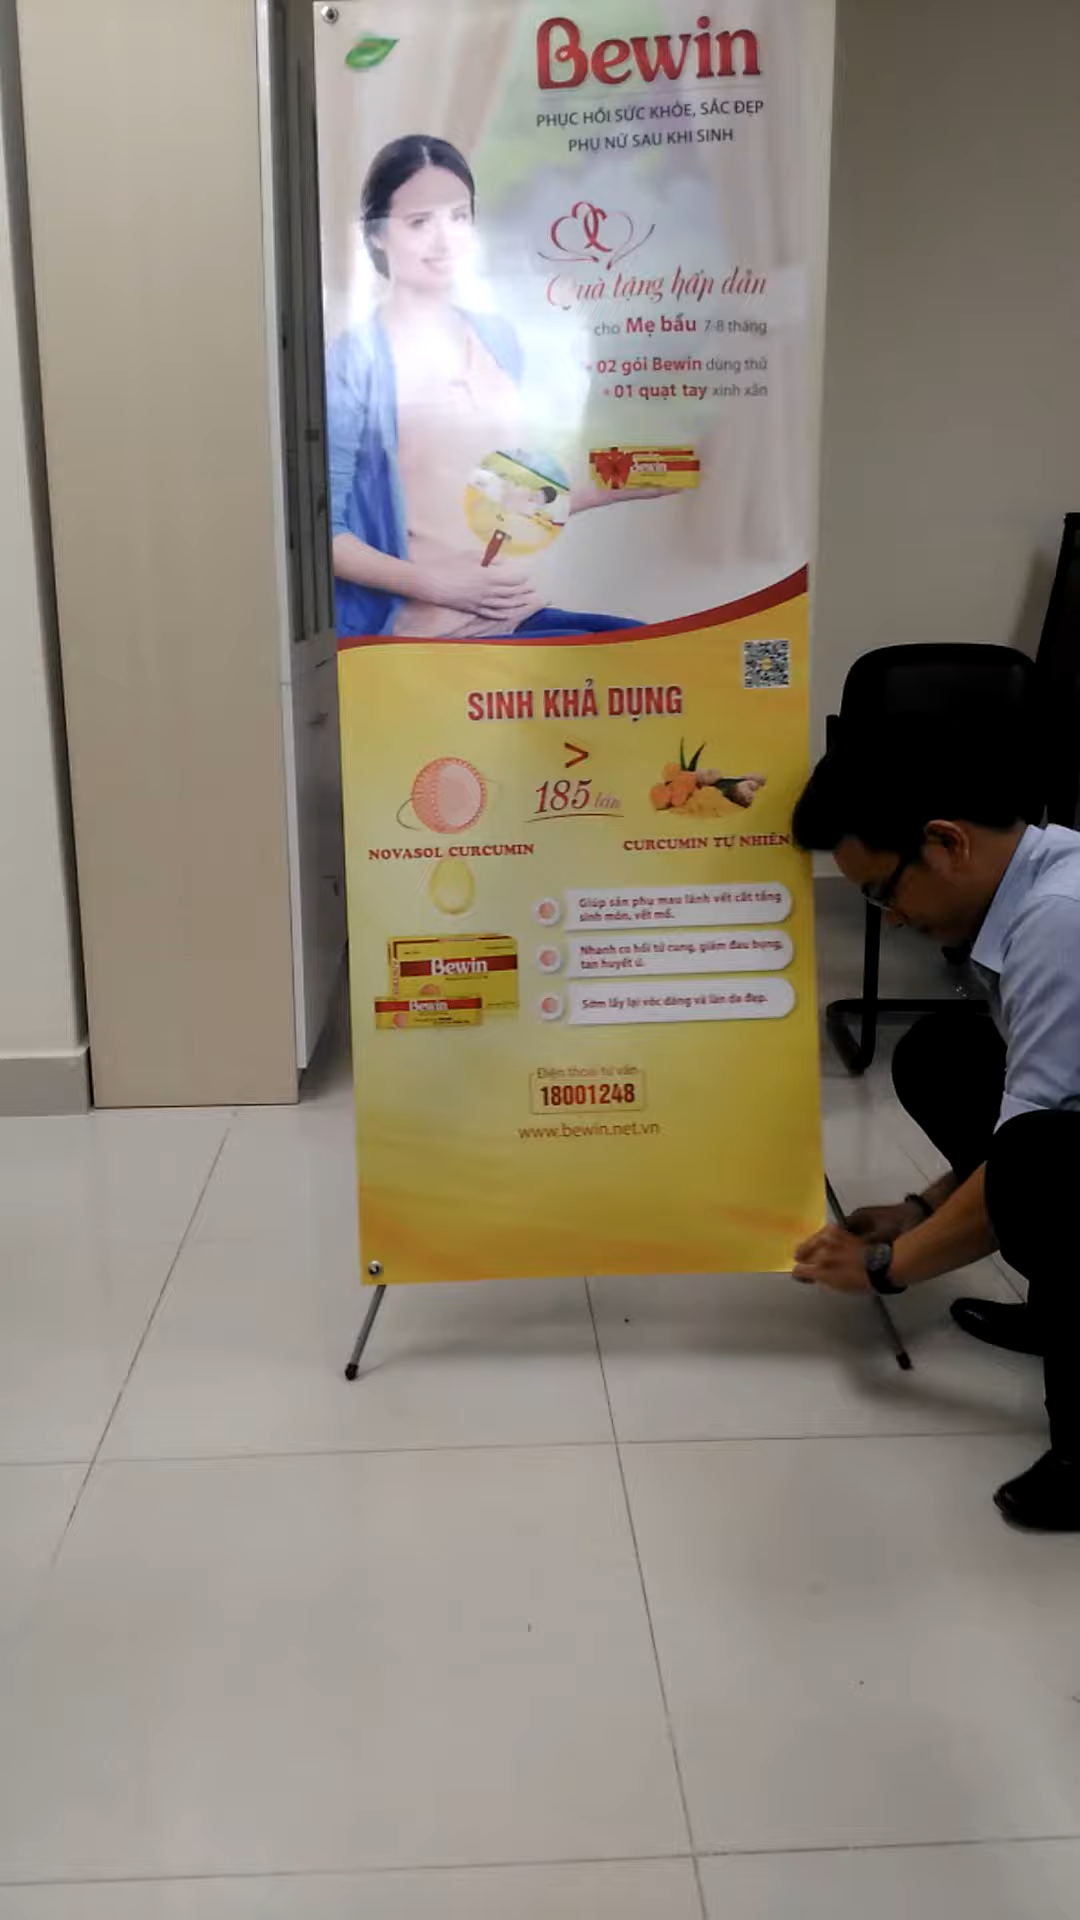 Bewin
PHỤC HỒI SỨC KHỎE, SẮC ĐẸP
PHỤ NỮ SAU KHI SINH
Quà tặng hấp dẫn
cho Mẹ bầu 7-8 tháng
02 gói Bewin dùng thử
01 quạt tay xinh xắn
Bewin
SINH KHẢ DỤNG
>
185 lần
NOVASOL CURCUMIN
CURCUMIN TỰ NHIÊN
Giúp sản phụ mau lành vết cắt tầng
sinh môn, vết mổ.
Nhanh co hồi tử cung, giảm đau bụng,
tan huyết ứ.
Sớm lấy lại vóc dáng và làn da đẹp.
Bewin
Bewin
Điện thoại tư vấn
18001248
www.bewin.net.vn